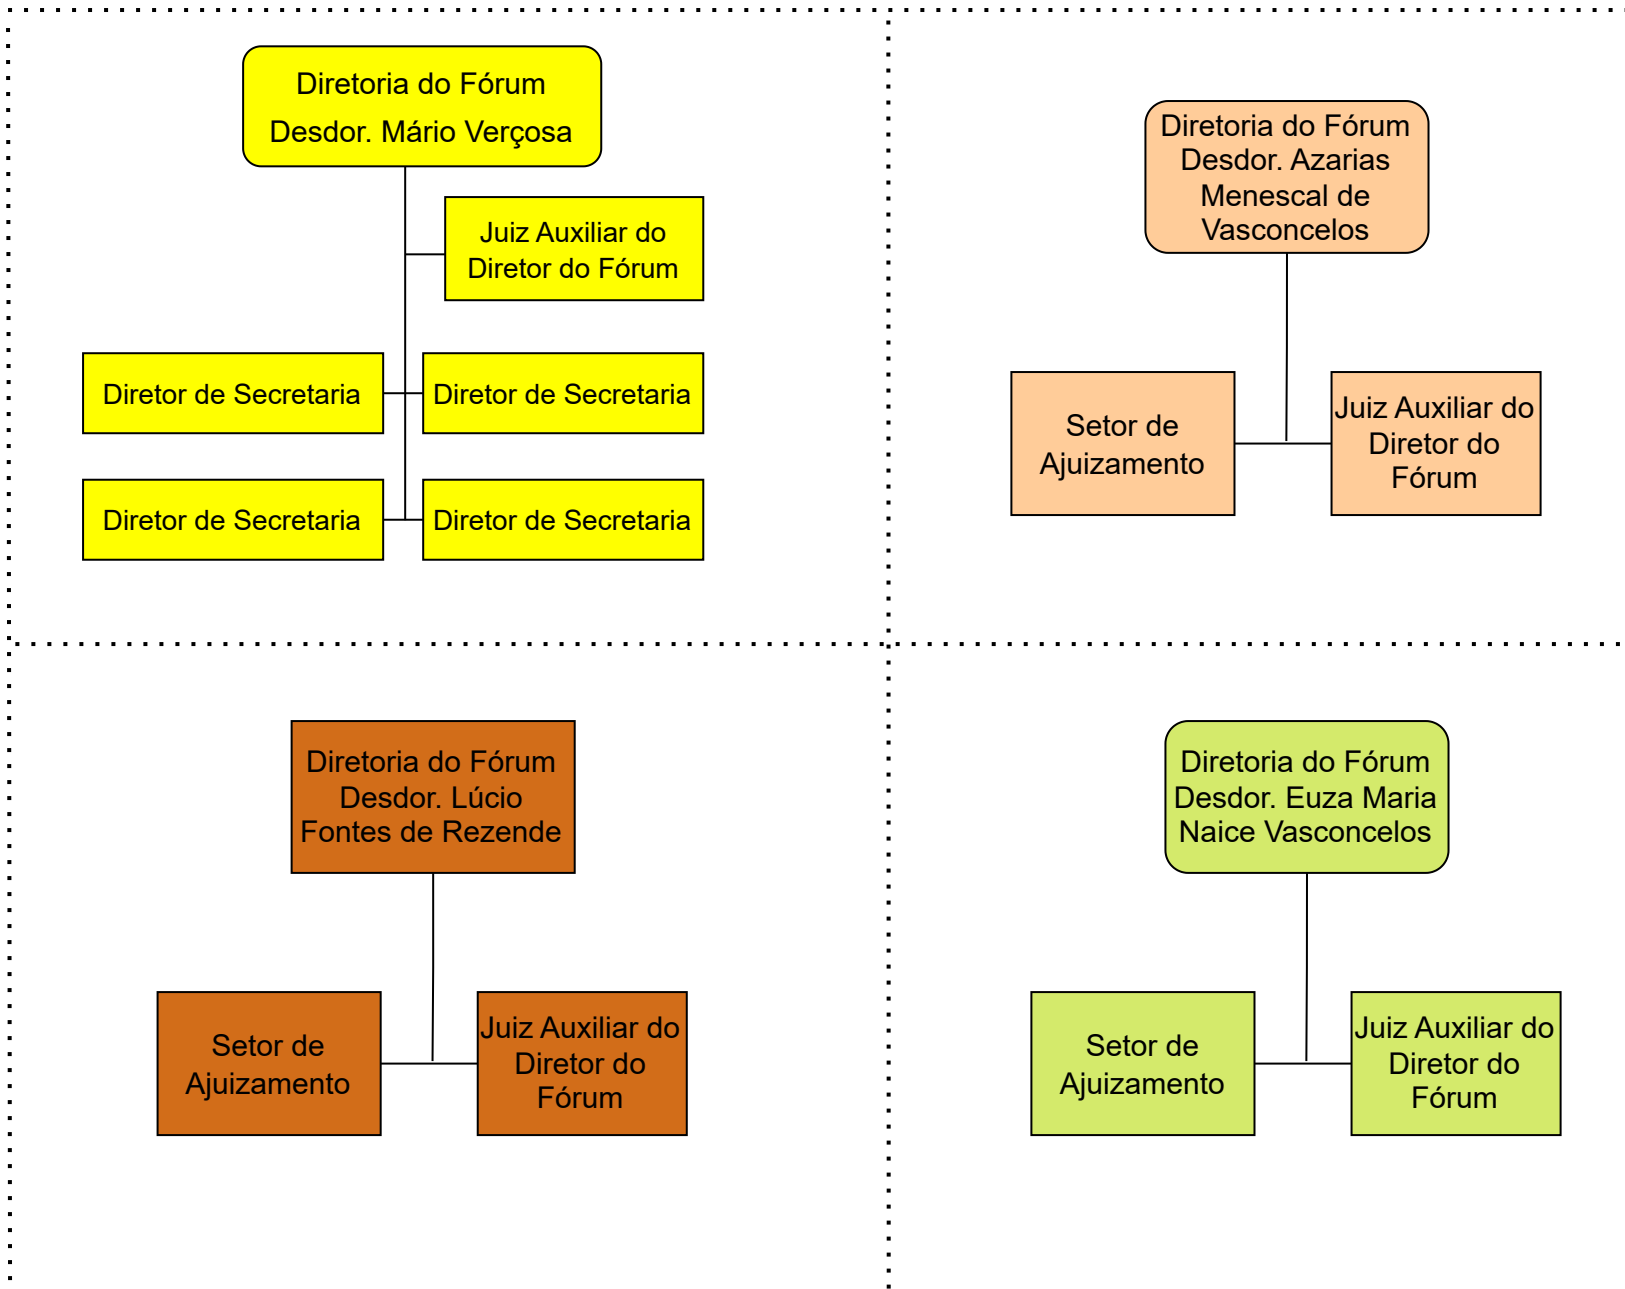 Diretoria do Fórum
Desdor. Mário Verçosa
Juiz Auxiliar do
Diretor do Fórum
Diretor de Secretaria
Diretor de Secretaria
Diretor de Secretaria
Diretor de Secretaria
Diretoria do Fórum
Desdor. Azarias
Menescal de
Vasconcelos
Setor de
Ajuizamento
Juiz Auxiliar do
Diretor do
Fórum
Diretoria do Fórum
Desdor. Lúcio
Fontes de Rezende
Setor de
Ajuizamento
Juiz Auxiliar do
Diretor do
Fórum
Diretoria do Fórum
Desdor. Euza Maria
Naice Vasconcelos
Setor de
Ajuizamento
Juiz Auxiliar do
Diretor do
Fórum